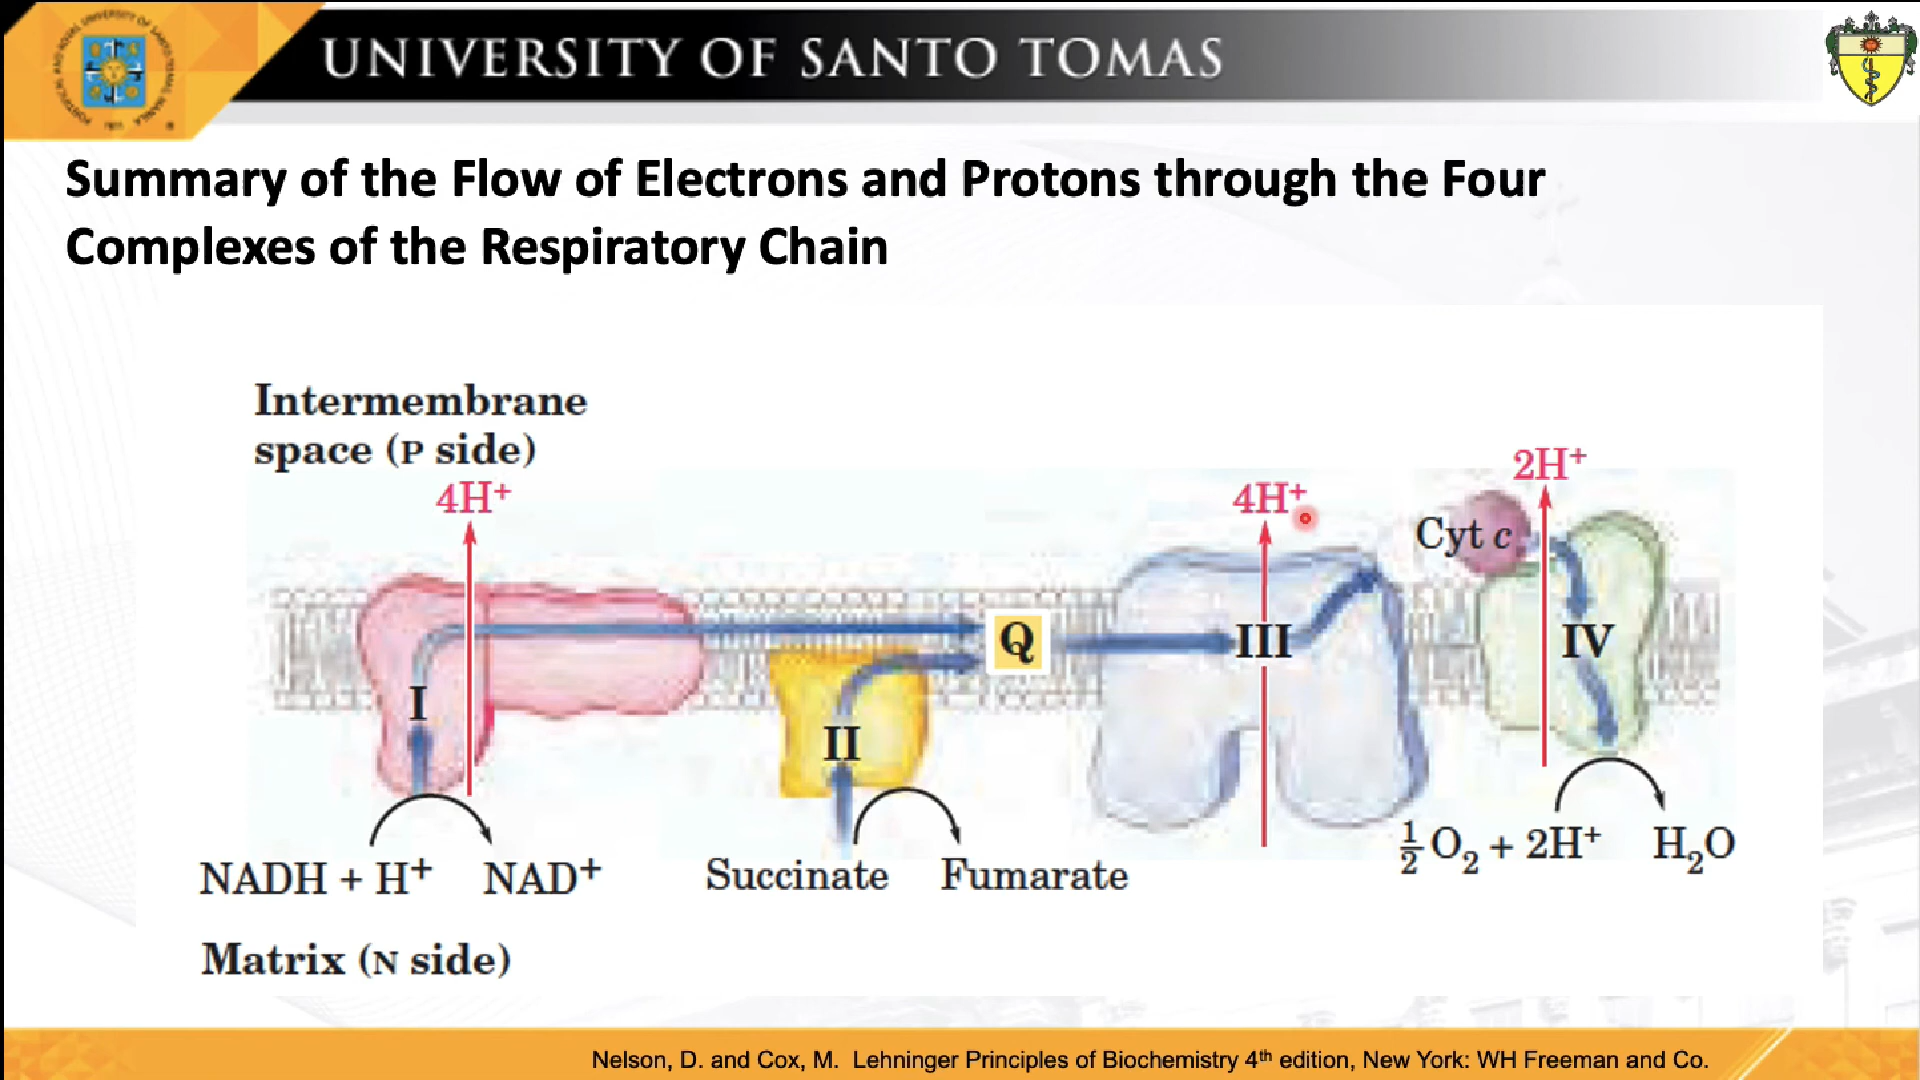 UNIVERSITY OF SANTO TOMAS
Summary of the Flow of Electrons and Protons through the Four
Complexes of the Respiratory Chain
Intermembrane
space (P side)
4H⁺
4H⁺
2H⁺
Cyt c
Q
I
II
III
IV
NADH + H⁺
NAD⁺
Succinate
Fumarate
½O₂ + 2H⁺
H₂O
Matrix (N side)
Nelson, D. and Cox, M. Lehninger Principles of Biochemistry 4ᵗʰ edition, New York: WH Freeman and Co.